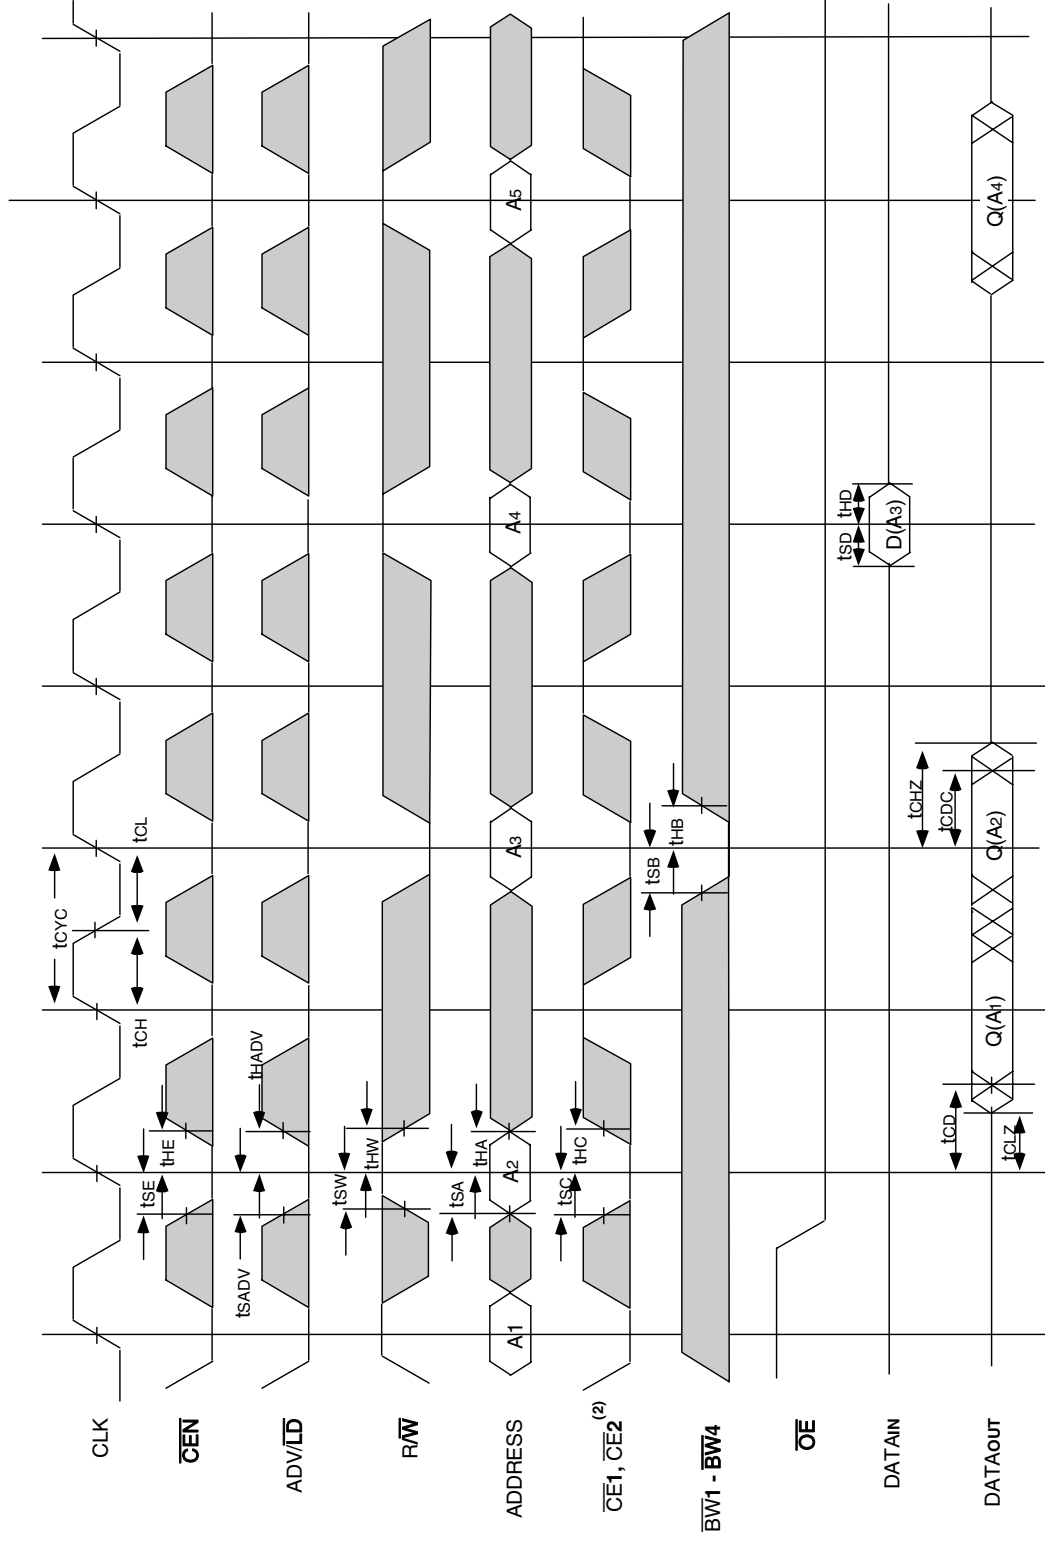 tCYC
tCH
tCL
CLK
tSE
tHE
CEN
tSADV
tHADV
ADV/LD
tSW
tHW
R/W
tSA
tHA
ADDRESS
A1
A2
A3
A4
A5
tSC
tHC
CE1, CE2(2)
tSB
tHB
BW1 - BW4
OE
tSD
tHD
DATAIN
D(A3)
tCHZ
tCD
tCDC
tCLZ
DATAOUT
Q(A1)
Q(A2)
Q(A4)